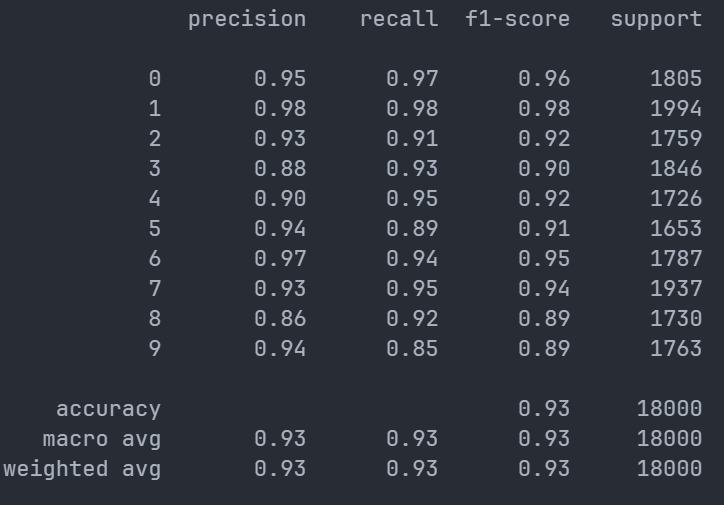 precision recall f1-score support
0 0.95 0.97 0.96 1805
1 0.98 0.98 0.98 1994
2 0.93 0.91 0.92 1759
3 0.88 0.93 0.90 1846
4 0.90 0.95 0.92 1726
5 0.94 0.89 0.91 1653
6 0.97 0.94 0.95 1787
7 0.93 0.95 0.94 1937
8 0.86 0.92 0.89 1730
9 0.94 0.85 0.89 1763
accuracy 0.93 18000
macro avg 0.93 0.93 0.93 18000
weighted avg 0.93 0.93 0.93 18000